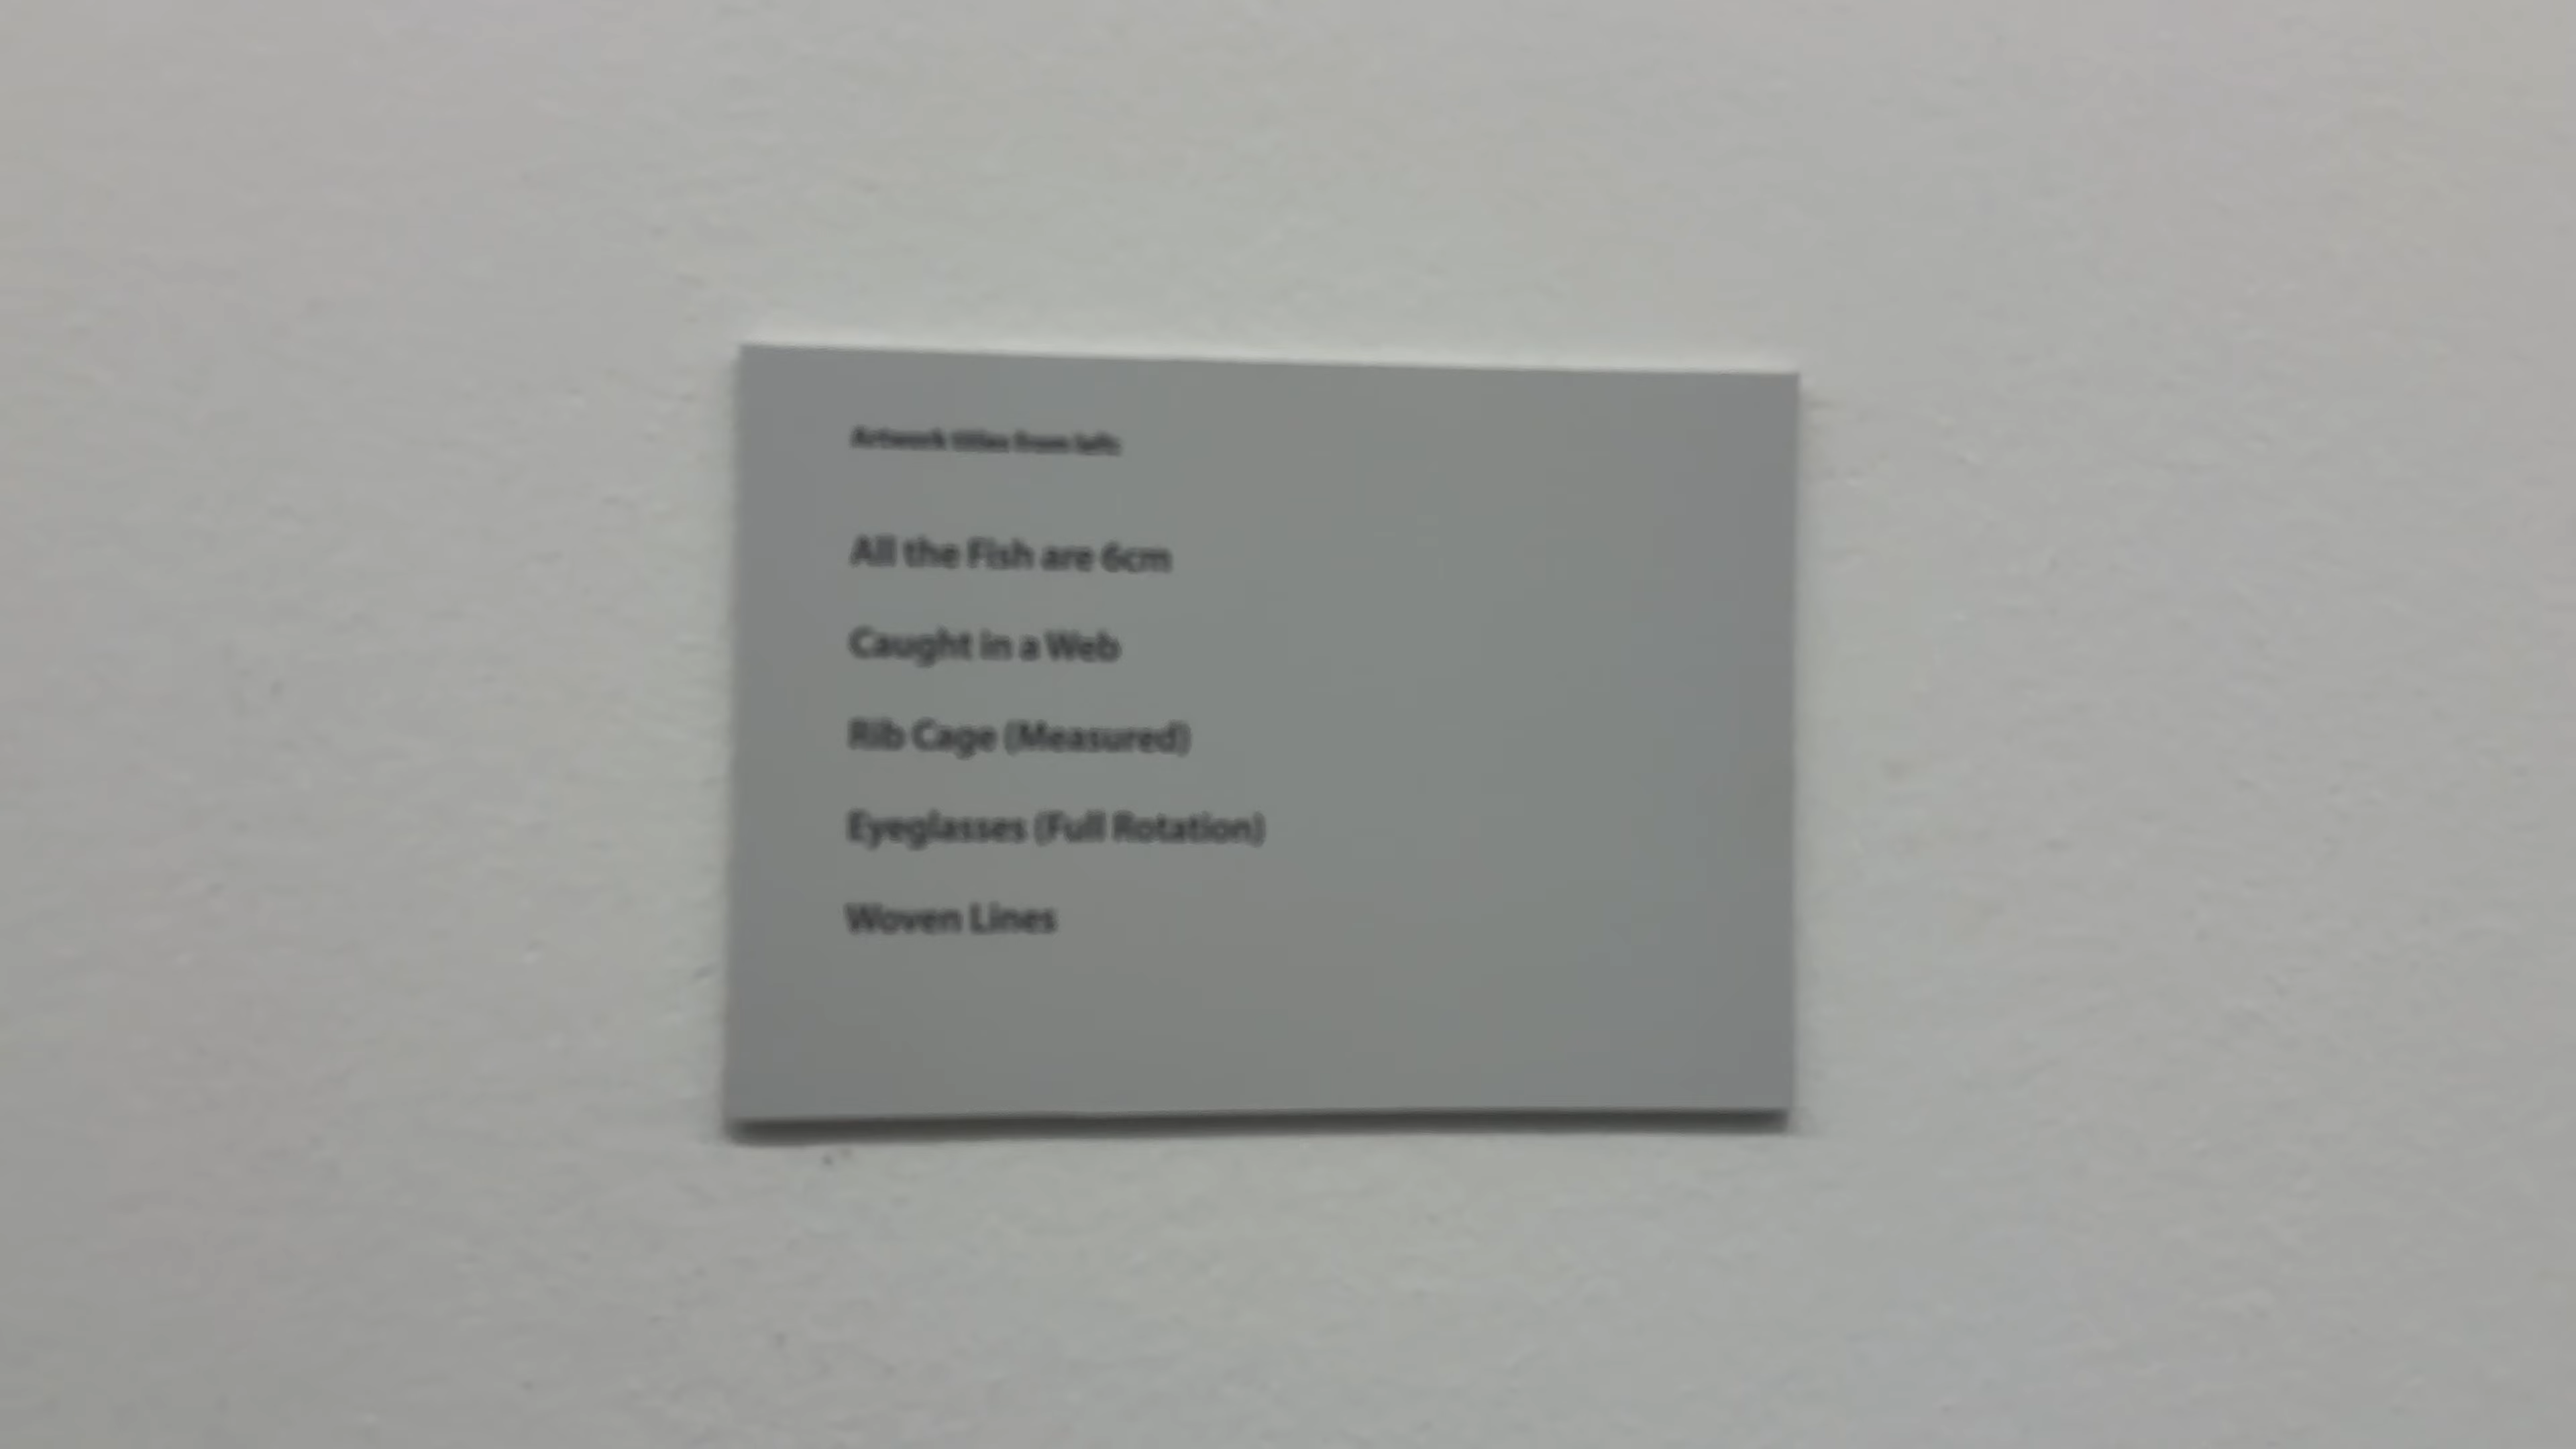 Artwork titles from left:
All the Fish are 6cm
Caught in a Web
Rib Cage (Measured)
Eyeglasses (Full Rotation)
Woven Lines